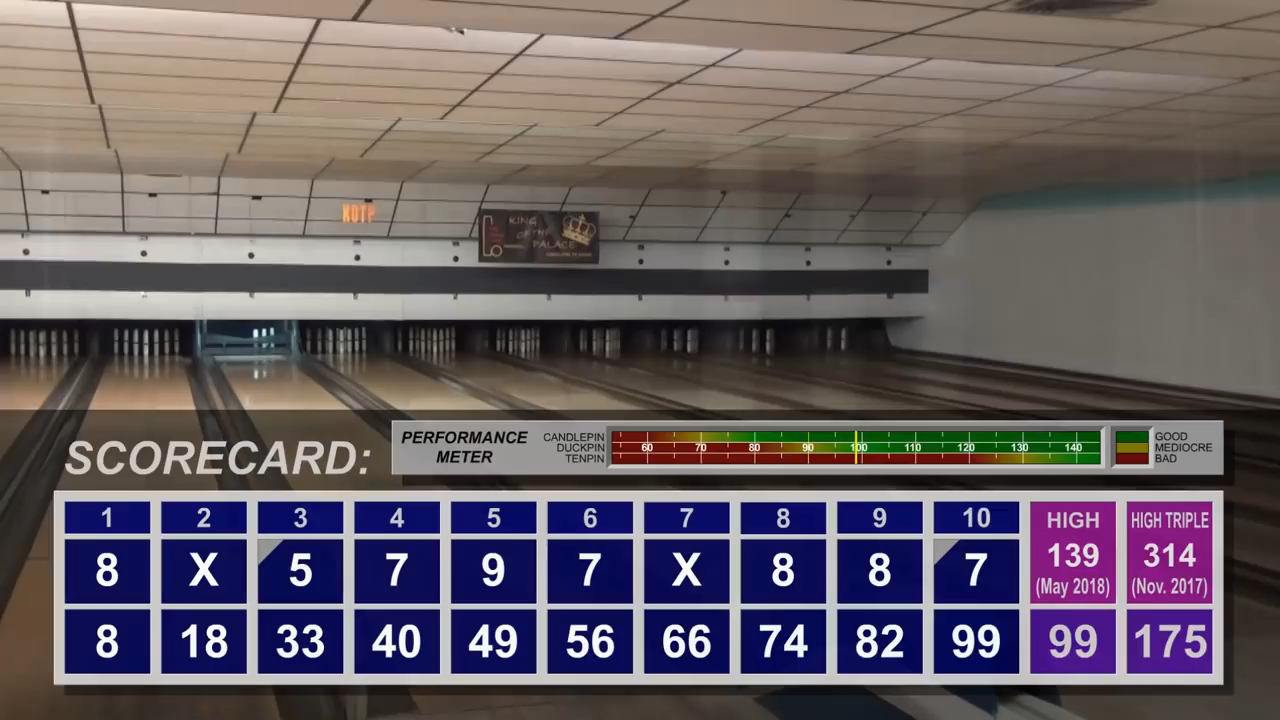 KOTP
KING
OF THE
PALACE
SCORECARD:
PERFORMANCE
METER
CANDLEPIN
DUCKPIN
TENPIN
60 70 80 90 100 110 120 130 140
GOOD
MEDIOCRE
BAD
1 2 3 4 5 6 7 8 9 10 HIGH HIGH TRIPLE
8 X 5 7 9 7 X 8 8 7 139 314
(May 2018) (Nov. 2017)
8 18 33 40 49 56 66 74 82 99 99 175